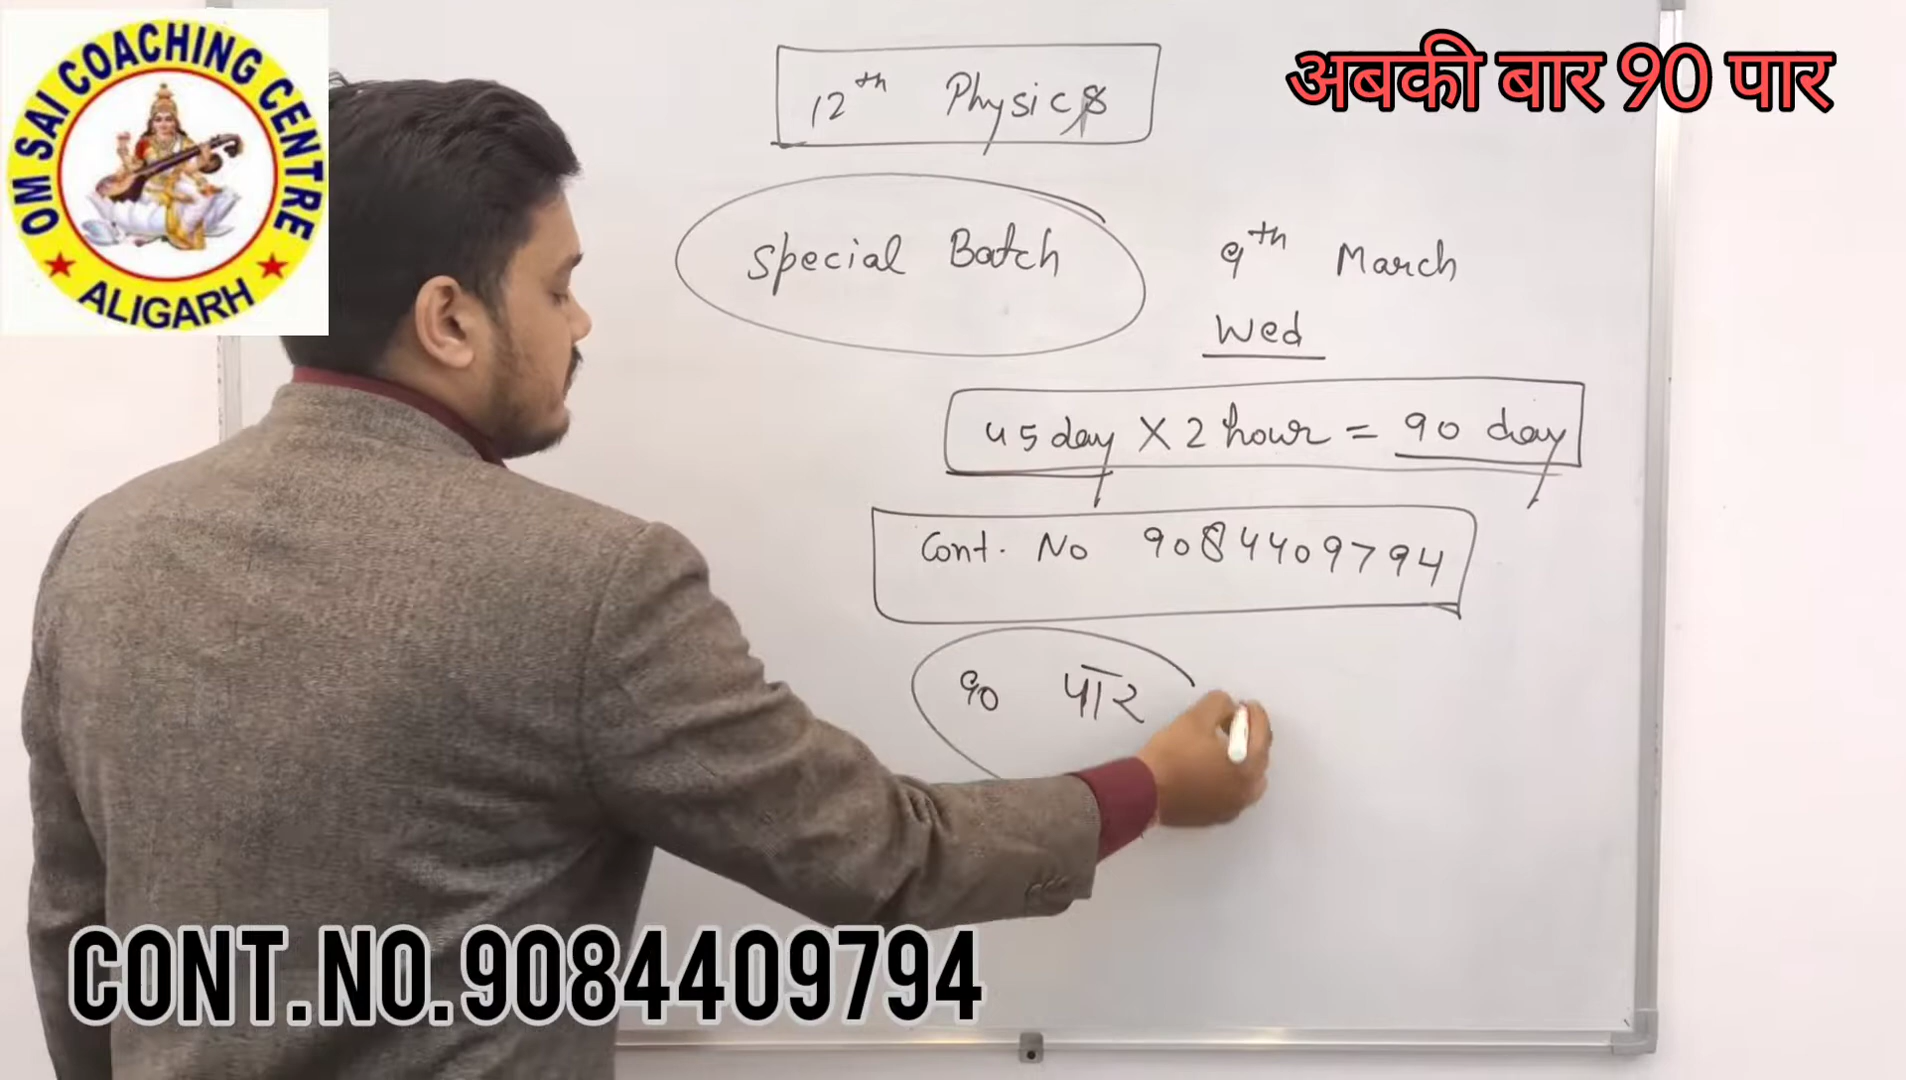 OM SAI COACHING CENTRE
ALIGARH
अबकी बार 90 पार
12th Physics
Special Batch
9th March
Wed
45 day X 2 hour = 90 day
Cont. No 9084409794
90 पार
CONT.NO.9084409794